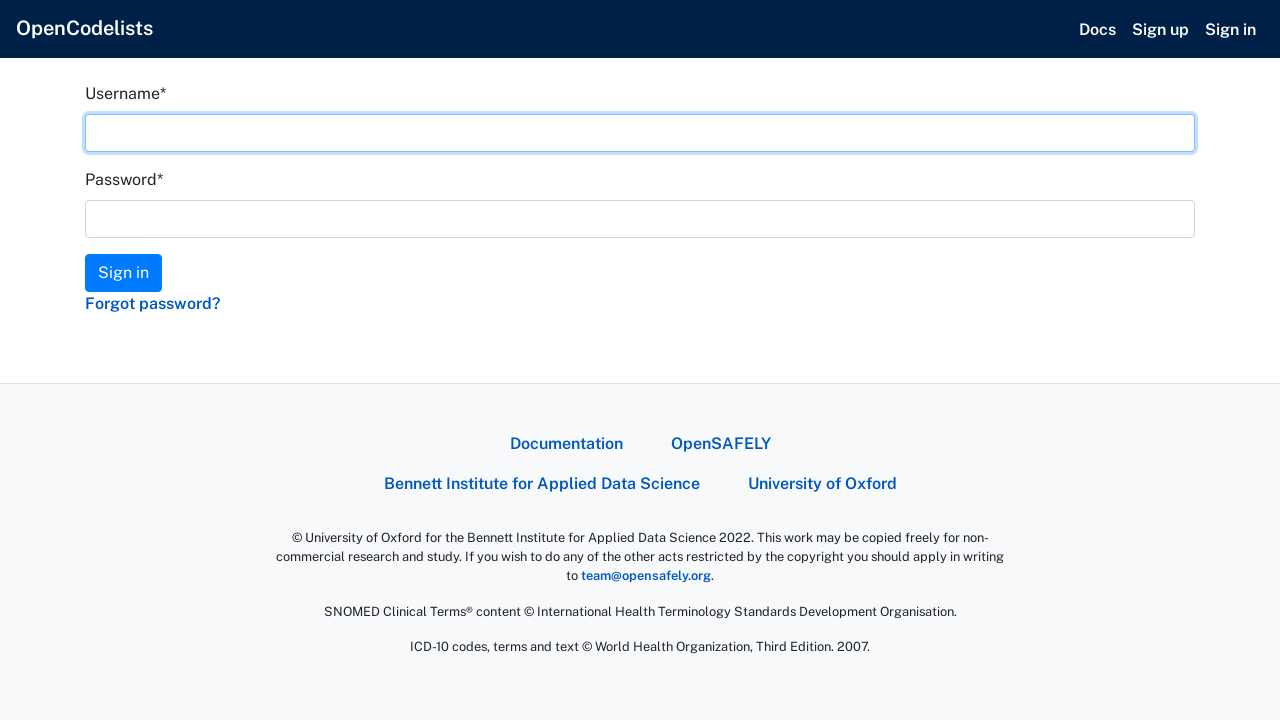 OpenCodelists
Docs Sign up Sign in
Username*
Password*
Sign in
Forgot password?
Documentation OpenSAFELY
Bennett Institute for Applied Data Science University of Oxford
© University of Oxford for the Bennett Institute for Applied Data Science 2022. This work may be copied freely for non-
commercial research and study. If you wish to do any of the other acts restricted by the copyright you should apply in writing
to team@opensafely.org.
SNOMED Clinical Terms® content © International Health Terminology Standards Development Organisation.
ICD-10 codes, terms and text © World Health Organization, Third Edition. 2007.